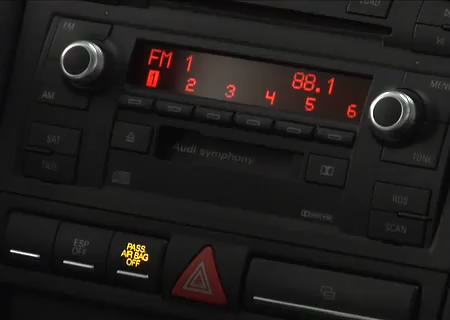 LOAD
FM
FM 1
88.1
1 2 3 4 5 6
MENU
AM
SAT
Audi symphony
TONE
RDS
SCAN
ESP
OFF
PASS
AIR BAG
OFF